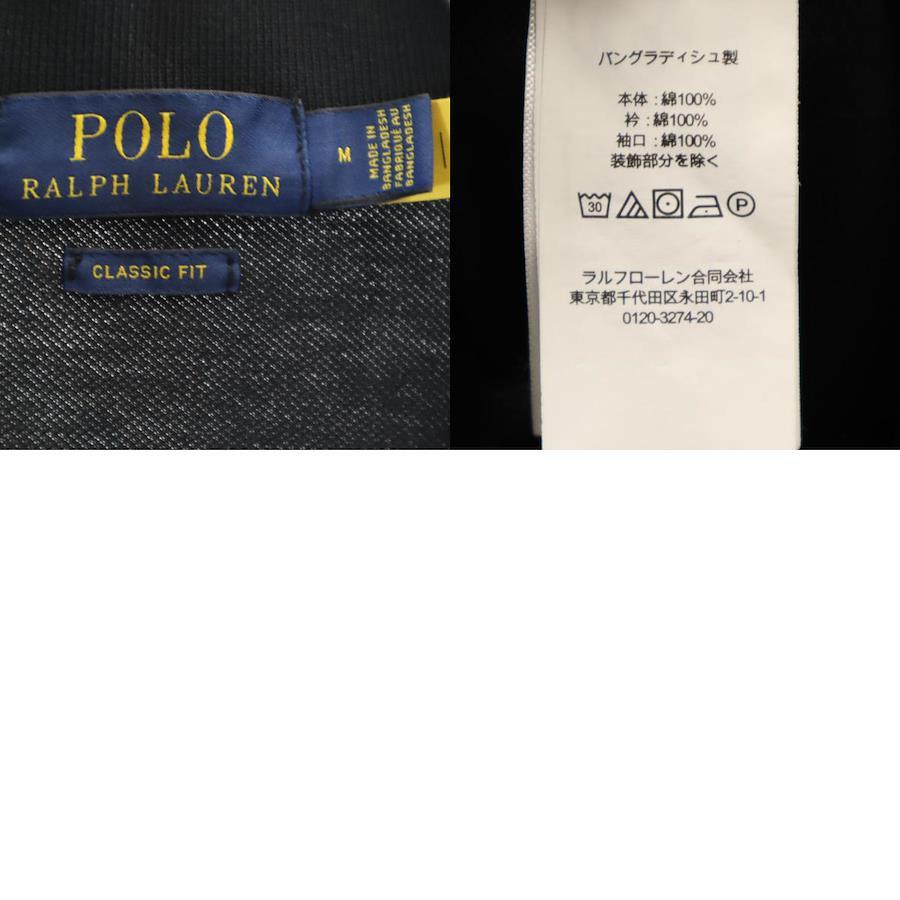 POLO
RALPH LAUREN
M
MADE IN
BANGLADESH
FABRIQUÉ AU
BANGLADESH
CLASSIC FIT
バングラディシュ製
本体 : 綿100%
衿 : 綿100%
袖口 : 綿100%
装飾部分を除く
30
P
ラルフローレン合同会社
東京都千代田区永田町2-10-1
0120-3274-20